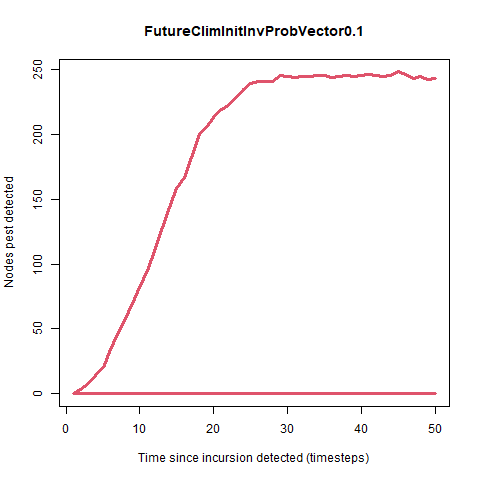 FutureClimInitInvProbVector0.1
250
200
150
100
50
0
Nodes pest detected
0 10 20 30 40 50
Time since incursion detected (timesteps)